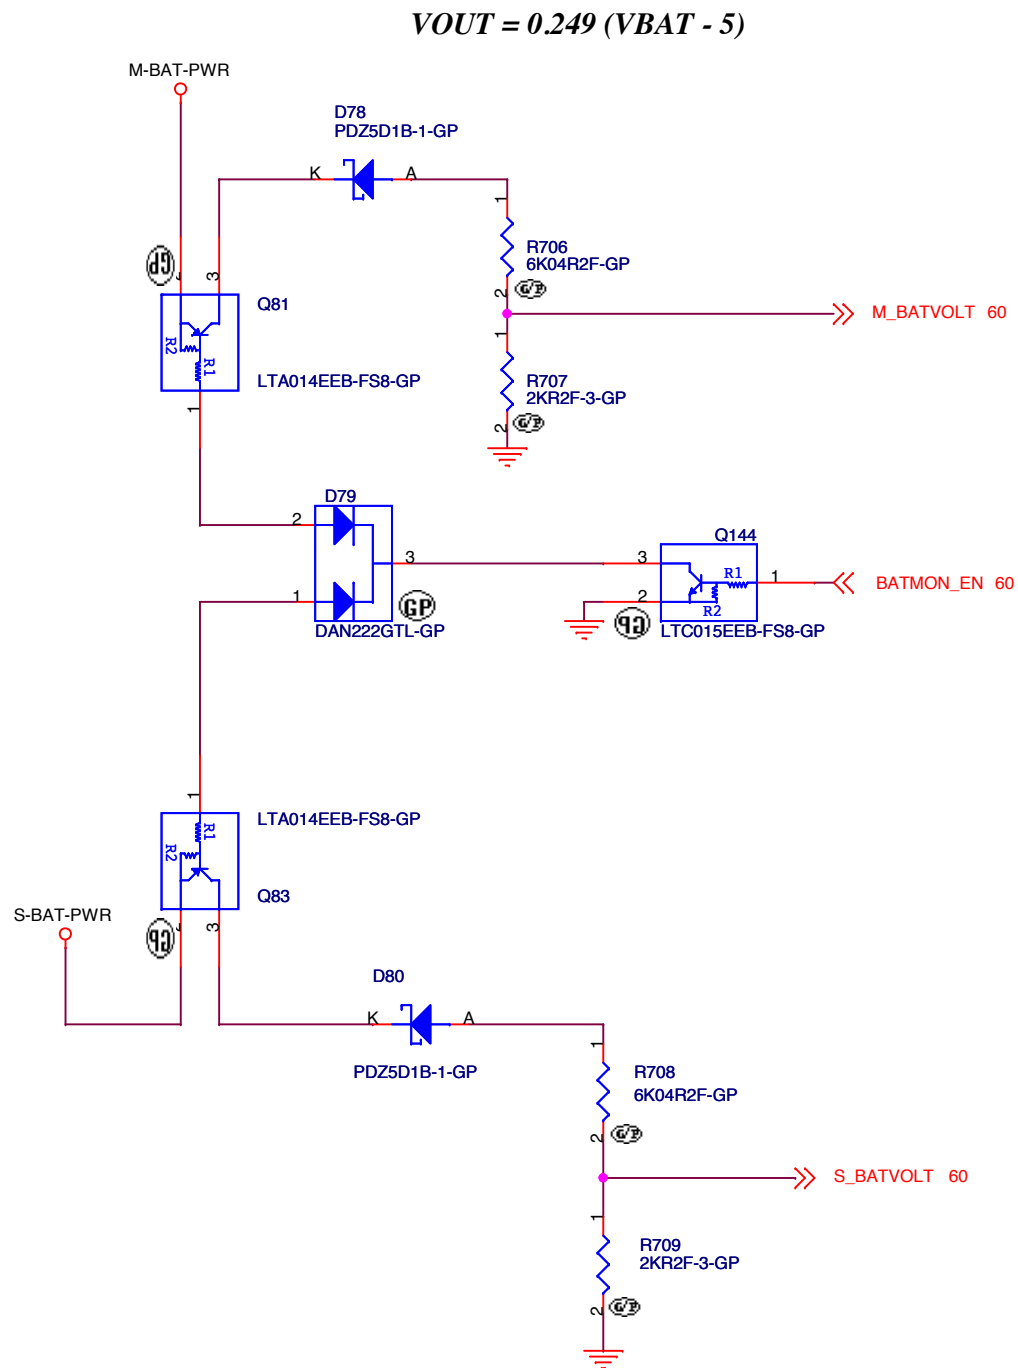 VOUT = 0.249 (VBAT - 5)
M-BAT-PWR
D78
PDZ5D1B-1-GP
K
A
1
R706
6K04R2F-GP
2
G/P
GP
3
Q81
R2
R1
LTA014EEB-FS8-GP
1
M_BATVOLT 60
1
R707
2KR2F-3-GP
2
G/P
D79
2
3
1
GP
DAN222GTL-GP
Q144
3
R1
1
2
R2
GP
LTC015EEB-FS8-GP
BATMON_EN 60
1
LTA014EEB-FS8-GP
R1
R2
Q83
S-BAT-PWR
GP
3
D80
K
A
PDZ5D1B-1-GP
1
R708
6K04R2F-GP
2
G/P
S_BATVOLT 60
1
R709
2KR2F-3-GP
2
G/P